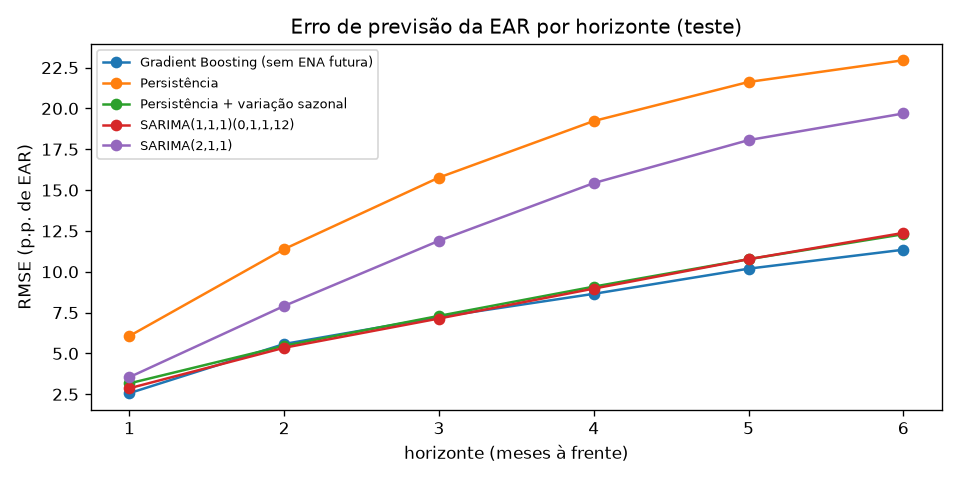 Erro de previsão da EAR por horizonte (teste)
Gradient Boosting (sem ENA futura)
Persistência
Persistência + variação sazonal
SARIMA(1,1,1)(0,1,1,12)
SARIMA(2,1,1)
RMSE (p.p. de EAR)
22.5
20.0
17.5
15.0
12.5
10.0
7.5
5.0
2.5
1 2 3 4 5 6
horizonte (meses à frente)